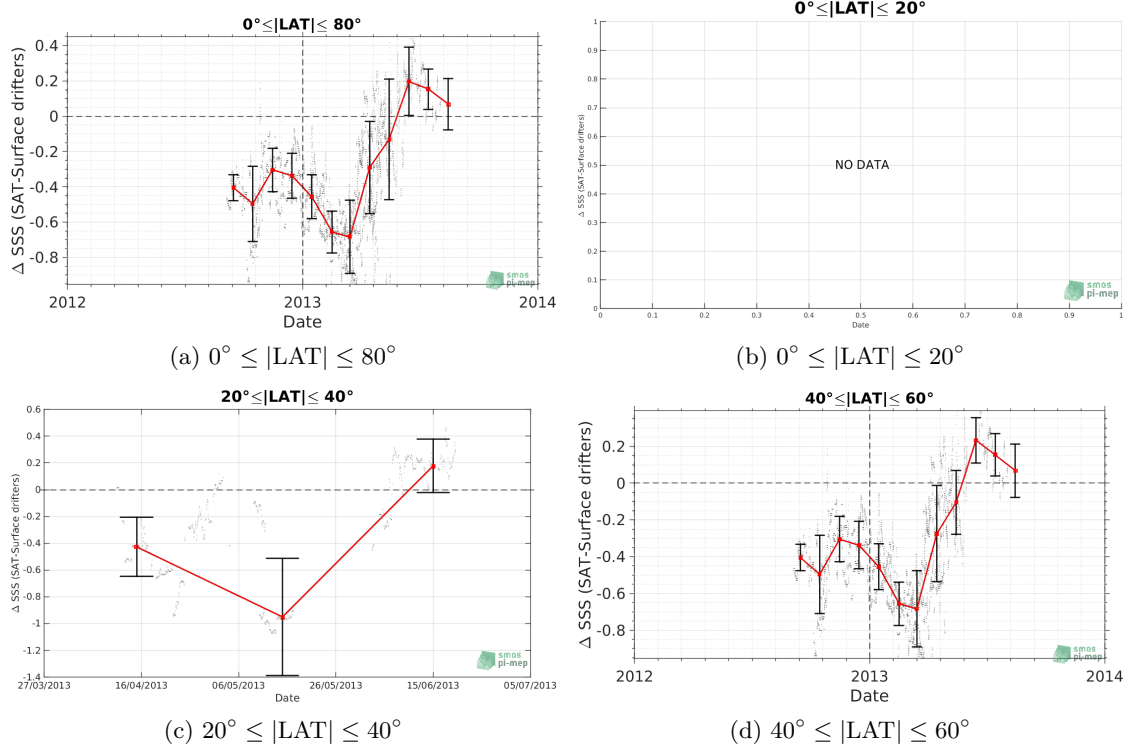 0°≤|LAT|≤ 80°
Δ SSS (SAT-Surface drifters)
0.4
0.2
0
-0.2
-0.4
-0.6
-0.8
2012 2013 2014
Date
smos
pi-mep
(a) 0° ≤ |LAT| ≤ 80°
0°≤|LAT|≤ 20°
Δ SSS (SAT-Surface drifters)
1
0.9
0.8
0.7
0.6
0.5
0.4
0.3
0.2
0.1
0
NO DATA
0 0.1 0.2 0.3 0.4 0.5 0.6 0.7 0.8 0.9 1
Date
smos
pi-mep
(b) 0° ≤ |LAT| ≤ 20°
20°≤|LAT|≤ 40°
Δ SSS (SAT-Surface drifters)
0.6
0.4
0.2
0
-0.2
-0.4
-0.6
-0.8
-1
-1.2
-1.4
27/03/2013 16/04/2013 06/05/2013 26/05/2013 15/06/2013 05/07/2013
Date
smos
pi-mep
(c) 20° ≤ |LAT| ≤ 40°
40°≤|LAT|≤ 60°
Δ SSS (SAT-Surface drifters)
0.2
0
-0.2
-0.4
-0.6
-0.8
2012 2013 2014
Date
smos
pi-mep
(d) 40° ≤ |LAT| ≤ 60°